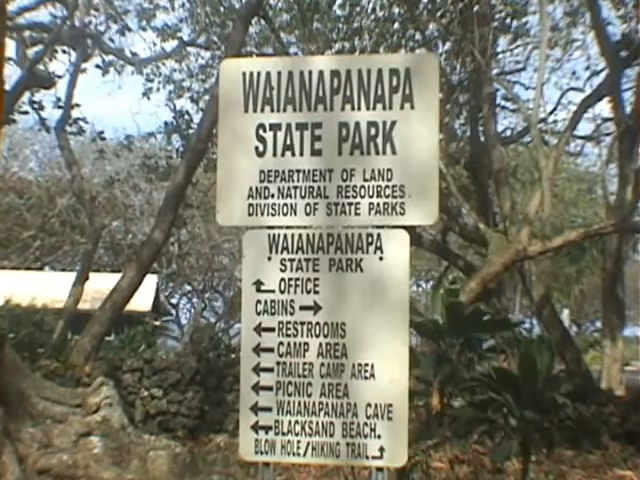 WAIANAPANAPA
STATE PARK
DEPARTMENT OF LAND
AND NATURAL RESOURCES
DIVISION OF STATE PARKS
WAIANAPANAPA
STATE PARK
OFFICE
CABINS
RESTROOMS
CAMP AREA
TRAILER CAMP AREA
PICNIC AREA
WAIANAPANAPA CAVE
BLACKSAND BEACH
BLOW HOLE/HIKING TRAIL